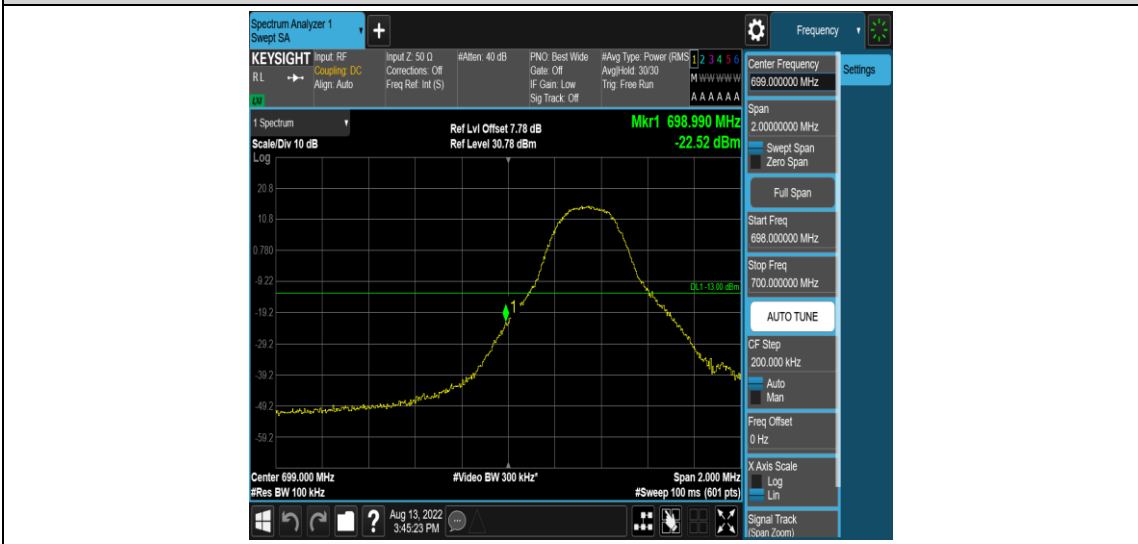 Spectrum Analyzer 1
Swept SA
Frequency
KEYSIGHT
RL
LXI
Input: RF
Coupling: DC
Align: Auto
Input Z: 50 Ω
Corrections: Off
Freq Ref: Int (S)
#Atten: 40 dB
PNO: Best Wide
Gate: Off
IF Gain: Low
Sig Track: Off
#Avg Type: Power (RMS
Avg|Hold: 30/30
Trig: Free Run
1 2 3 4 5 6
M W W W W W
A A A A A A
1 Spectrum
Scale/Div 10 dB
Log
Ref Lvl Offset 7.78 dB
Ref Level 30.78 dBm
Mkr1 698.990 MHz
-22.52 dBm
20.8
10.8
0.780
-9.22
-19.2
-29.2
-39.2
-49.2
-59.2
DL1 -13.00 dBm
1
Center 699.000 MHz
#Res BW 100 kHz
#Video BW 300 kHz*
Span 2.000 MHz
#Sweep 100 ms (601 pts)
Center Frequency
699.000000 MHz
Settings
Span
2.00000000 MHz
Swept Span
Zero Span
Full Span
Start Freq
698.000000 MHz
Stop Freq
700.000000 MHz
AUTO TUNE
CF Step
200.000 kHz
Auto
Man
Freq Offset
0 Hz
X Axis Scale
Log
Lin
Signal Track
(Span Zoom)
?
Aug 13, 2022
3:45:23 PM